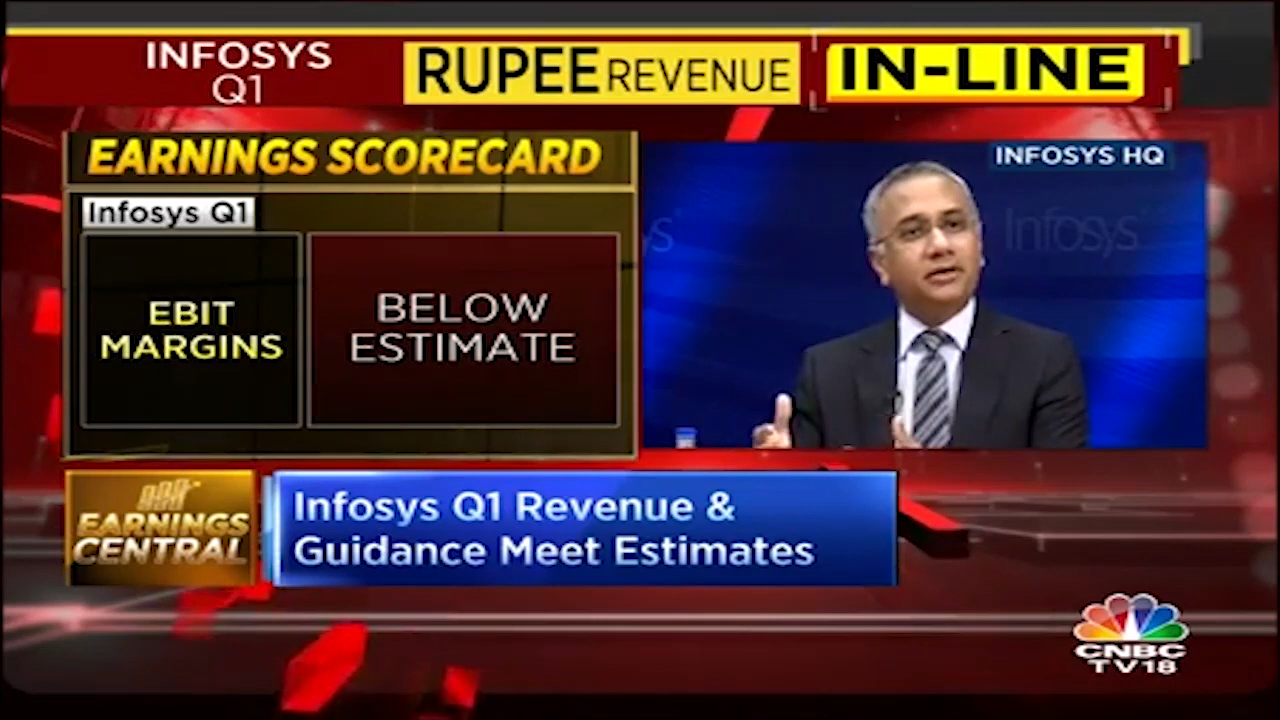 INFOSYS
Q1
RUPEE REVENUE
IN-LINE
EARNINGS SCORECARD
Infosys Q1
EBIT
MARGINS
BELOW
ESTIMATE
INFOSYS HQ
Infosys
EARNINGS
CENTRAL
Infosys Q1 Revenue &
Guidance Meet Estimates
CNBC
TV18